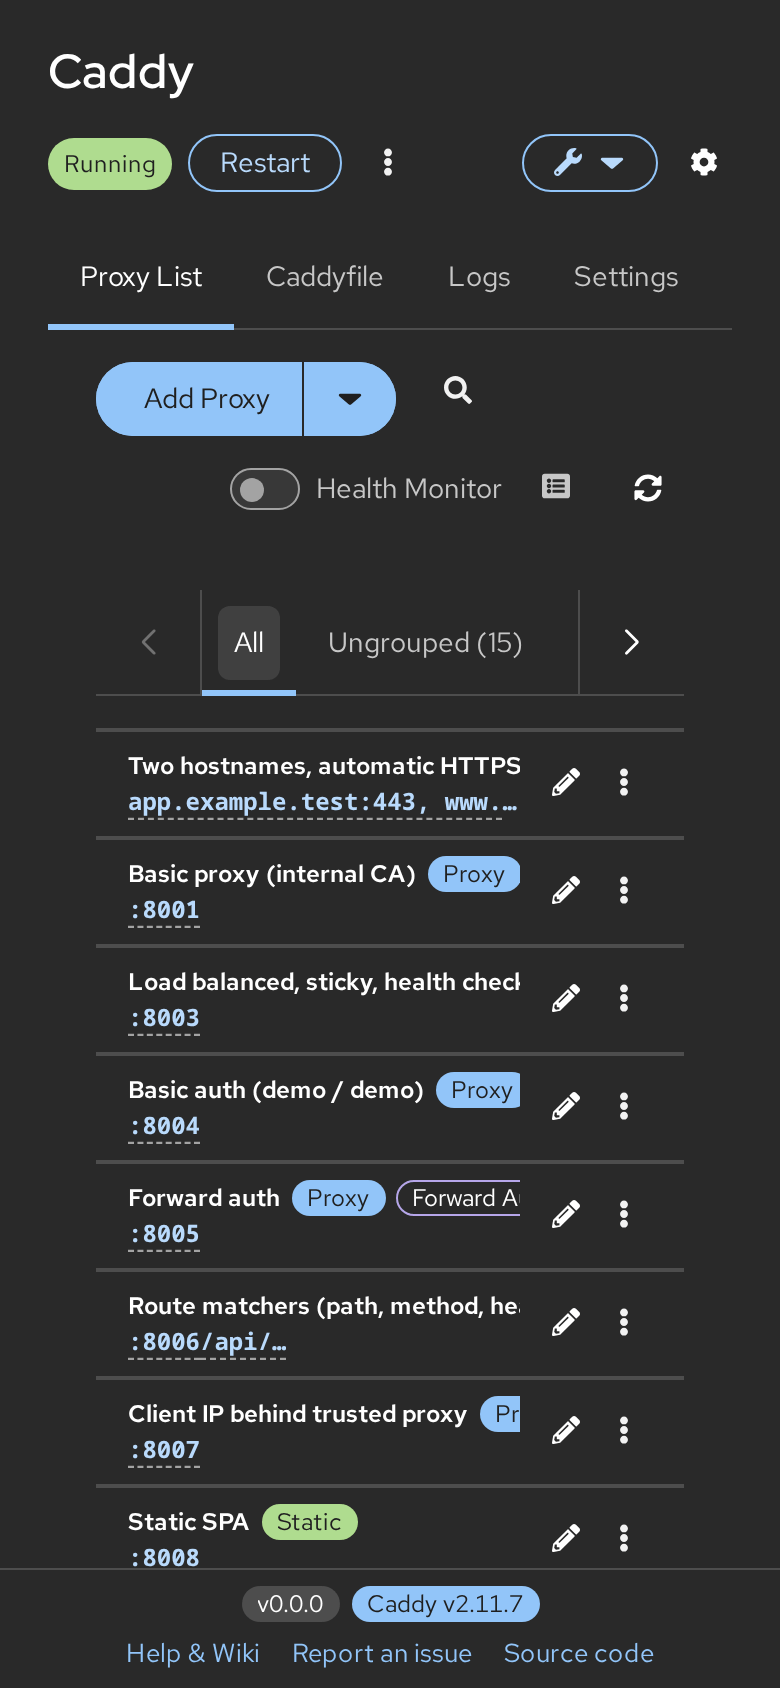 Caddy
Running Restart
Proxy List Caddyfile Logs Settings
Add Proxy
Health Monitor
All Ungrouped (15)
Two hostnames, automatic HTTPS
app.example.test:443, www.…
Basic proxy (internal CA) Proxy
:8001
Load balanced, sticky, health check
:8003
Basic auth (demo / demo) Proxy
:8004
Forward auth Proxy Forward Au
:8005
Route matchers (path, method, hea
:8006/api/…
Client IP behind trusted proxy Pr
:8007
Static SPA Static
:8008
v0.0.0 Caddy v2.11.7
Help & Wiki Report an issue Source code